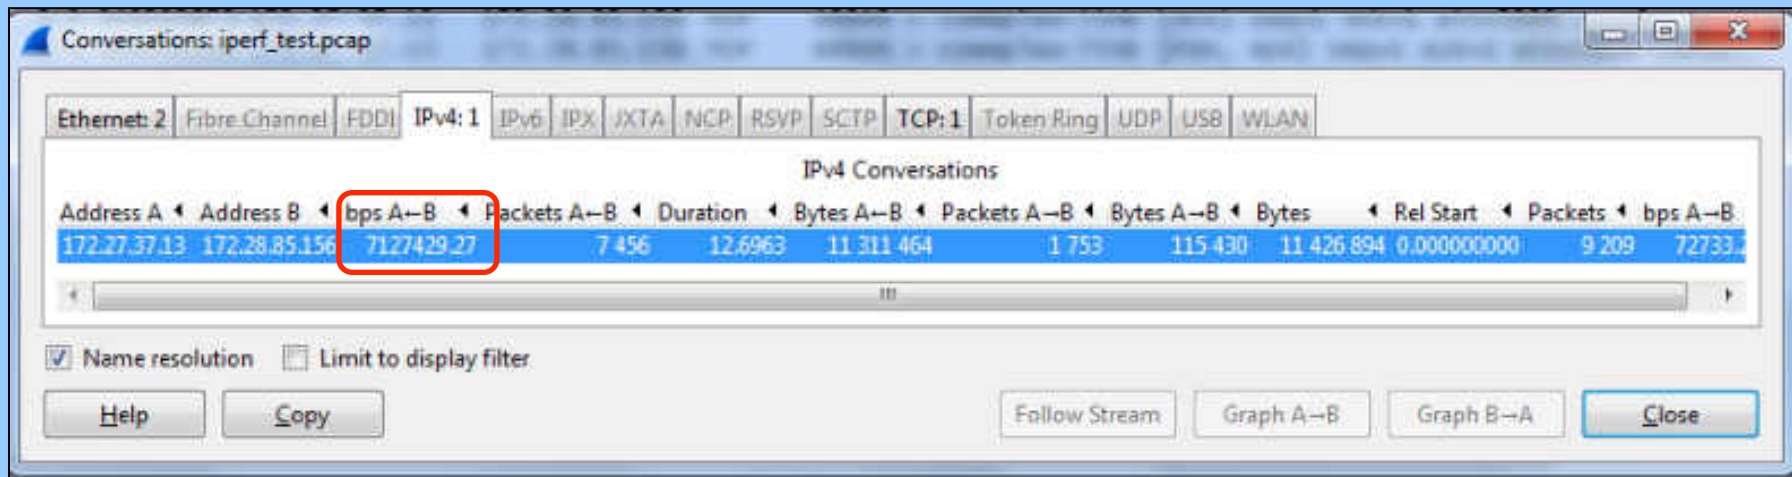 Conversations: iperf_test.pcap
Ethernet: 2 Fibre Channel FDDI IPv4: 1 IPv6 IPX JXTA NCP RSVP SCTP TCP: 1 Token Ring UDP USB WLAN
IPv4 Conversations
Address A Address B bps A←B Packets A←B Duration Bytes A←B Packets A→B Bytes A→B Bytes Rel Start Packets bps A→B
172.27.37.13 172.28.85.156 7127429.27 7 456 12.6963 11 311 464 1 753 115 430 11 426 894 0.000000000 9 209 72733.2
Name resolution Limit to display filter
Help Copy Follow Stream Graph A→B Graph B→A Close